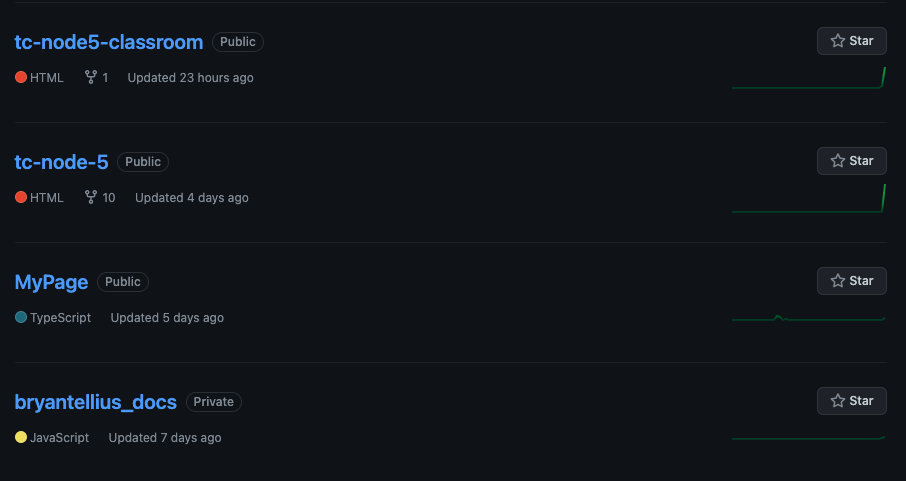 tc-node5-classroom Public Star
HTML 1 Updated 23 hours ago
tc-node-5 Public Star
HTML 10 Updated 4 days ago
MyPage Public Star
TypeScript Updated 5 days ago
bryantellius_docs Private Star
JavaScript Updated 7 days ago